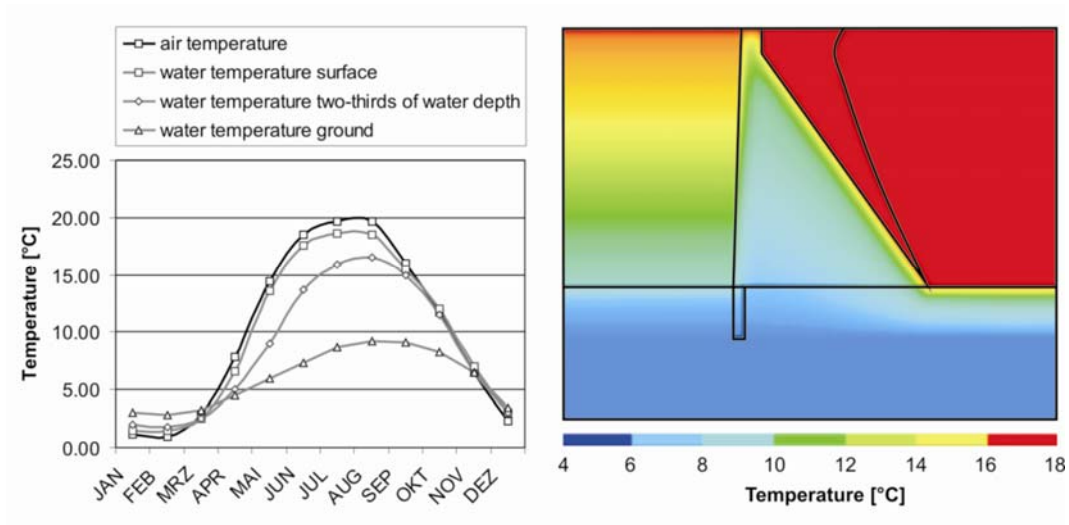 air temperature
water temperature surface
water temperature two-thirds of water depth
water temperature ground
25.00
20.00
15.00
10.00
5.00
0.00
Temperature [°C]
JAN
FEB
MRZ
APR
MAI
JUN
JUL
AUG
SEP
OKT
NOV
DEZ
4 6 8 10 12 14 16 18
Temperature [°C]